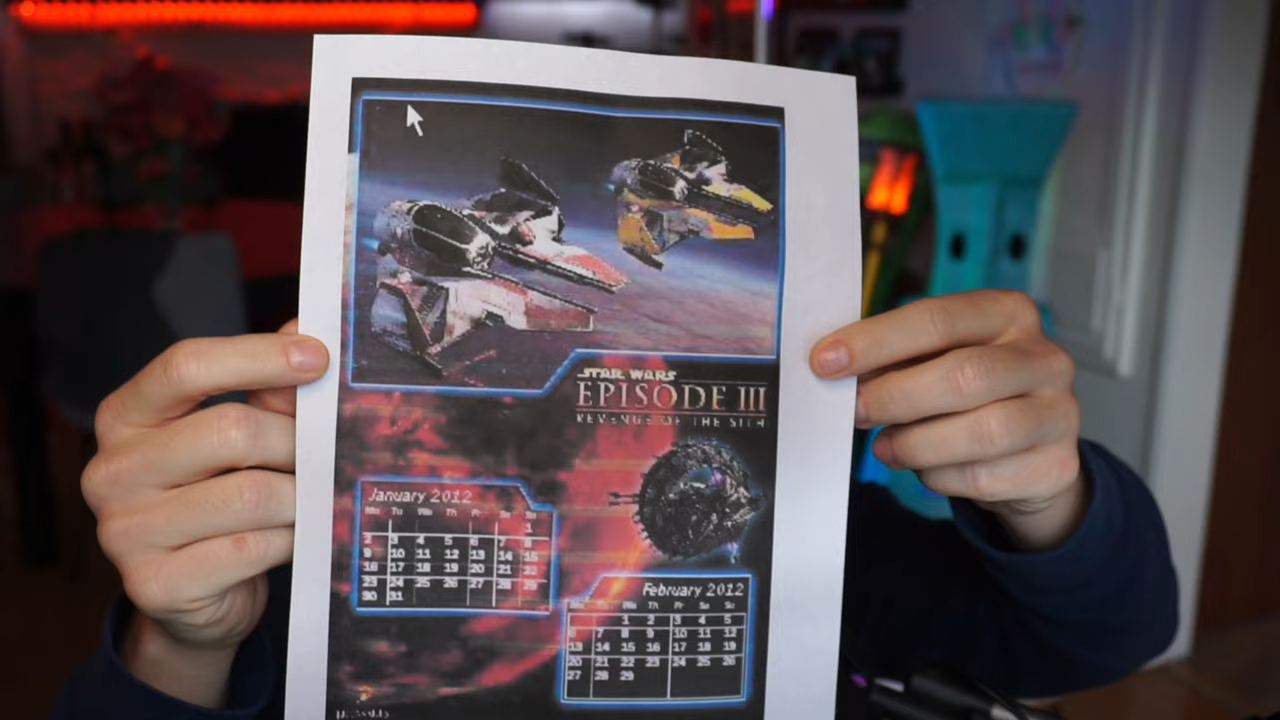 STAR WARS
EPISODE III
REVENGE OF THE SITH
January 2012
Mo Tu We Th Fr Sa Su
1
2 3 4 5 6 7 8
9 10 11 12 13 14 15
16 17 18 19 20 21 22
23 24 25 26 27 28 29
30 31
February 2012
Mo Tu We Th Fr Sa Su
1 2 3 4 5
6 7 8 9 10 11 12
13 14 15 16 17 18 19
20 21 22 23 24 25 26
27 28 29